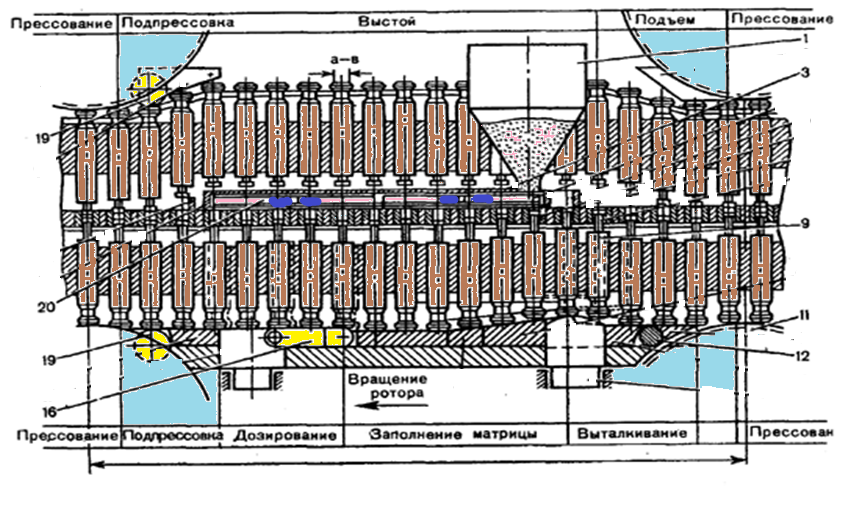 Прессование Подпрессовка Выстой Подъем Прессование
а–в
1
3
19
9
20
11
19
12
16
Вращение
ротора
Прессование Подпрессовка Дозирование Заполнение матрицы Выталкивание Прессован